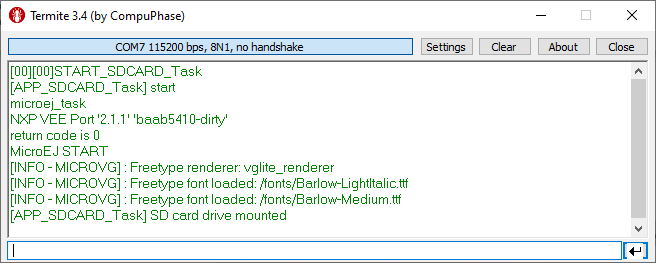 Termite 3.4 (by CompuPhase)
COM7 115200 bps, 8N1, no handshake
Settings
Clear
About
Close
[00][00]START_SDCARD_Task
[APP_SDCARD_Task] start
microej_task
NXP VEE Port '2.1.1' 'baab5410-dirty'
return code is 0
MicroEJ START
[INFO - MICROVG] : Freetype renderer: vglite_renderer
[INFO - MICROVG] : Freetype font loaded: /fonts/Barlow-LightItalic.ttf
[INFO - MICROVG] : Freetype font loaded: /fonts/Barlow-Medium.ttf
[APP_SDCARD_Task] SD card drive mounted